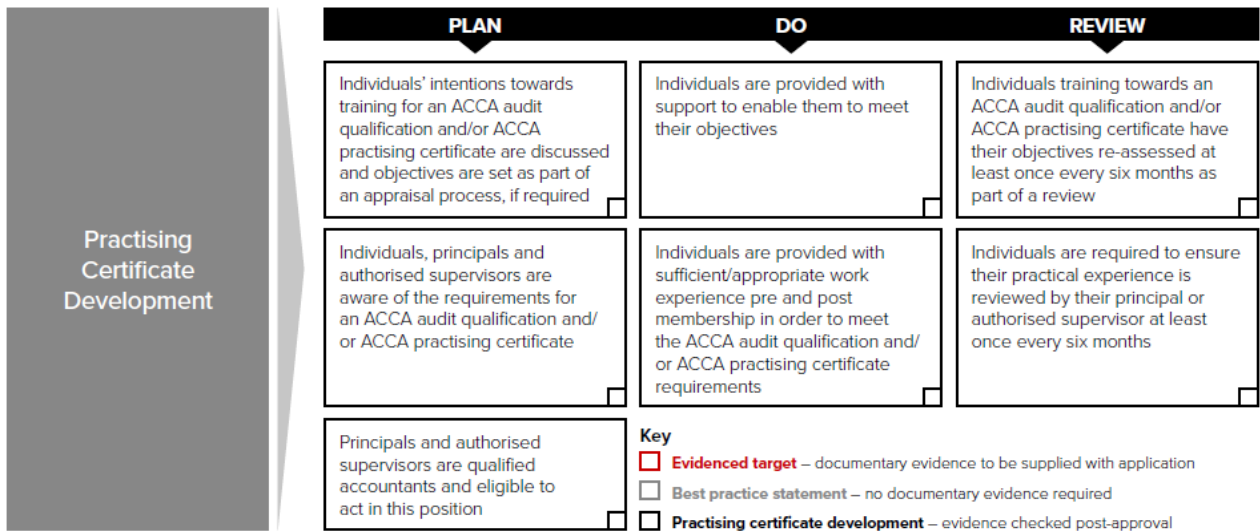 Practising
Certificate
Development
PLAN
DO
REVIEW
Individuals’ intentions towards
training for an ACCA audit
qualification and/or ACCA
practising certificate are discussed
and objectives are set as part of
an appraisal process, if required
Individuals are provided with
support to enable them to meet
their objectives
Individuals training towards an
ACCA audit qualification and/or
ACCA practising certificate have
their objectives re-assessed at
least once every six months as
part of a review
Individuals, principals and
authorised supervisors are
aware of the requirements for
an ACCA audit qualification and/
or ACCA practising certificate
Individuals are provided with
sufficient/appropriate work
experience pre and post
membership in order to meet
the ACCA audit qualification and/
or ACCA practising certificate
requirements
Individuals are required to ensure
their practical experience is
reviewed by their principal or
authorised supervisor at least
once every six months
Principals and authorised
supervisors are qualified
accountants and eligible to
act in this position
Key
Evidenced target – documentary evidence to be supplied with application
Best practice statement – no documentary evidence required
Practising certificate development – evidence checked post-approval